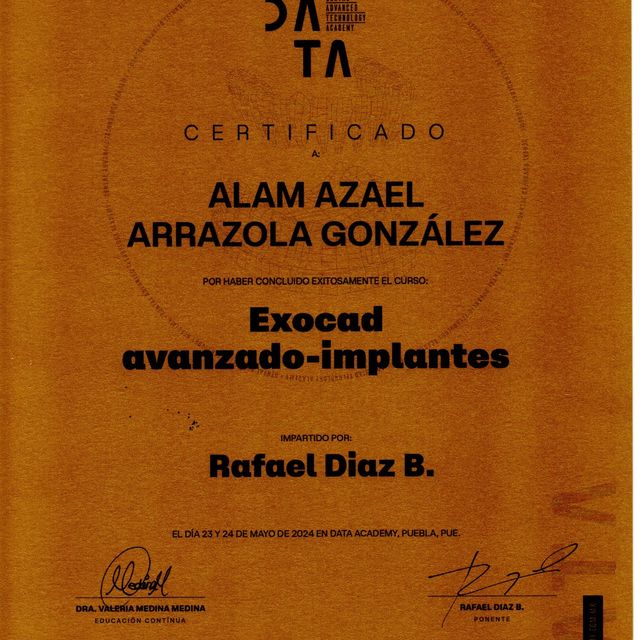 DATA
ADVANCED
TECHNOLOGY
ACADEMY
CERTIFICADO
A:
ALAM AZAEL
ARRAZOLA GONZÁLEZ
POR HABER CONCLUIDO EXITOSAMENTE EL CURSO:
Exocad
avanzado-implantes
IMPARTIDO POR:
Rafael Diaz B.
EL DÍA 23 Y 24 DE MAYO DE 2024 EN DATA ACADEMY, PUEBLA, PUE.
DRA. VALERIA MEDINA MEDINA
EDUCACIÓN CONTÍNUA
RAFAEL DIAZ B.
PONENTE